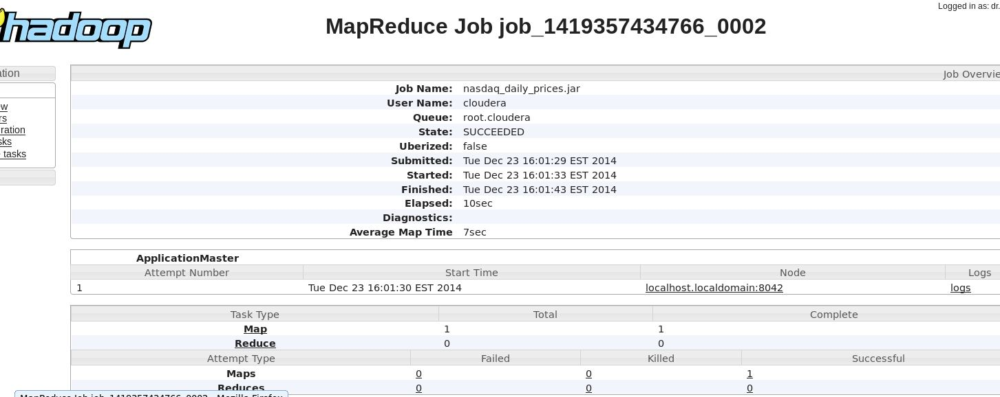 Logged in as: dr.
hadoop
MapReduce Job job_1419357434766_0002
ation
Job Overvie
Job Name: nasdaq_daily_prices.jar
User Name: cloudera
Queue: root.cloudera
State: SUCCEEDED
Uberized: false
Submitted: Tue Dec 23 16:01:29 EST 2014
Started: Tue Dec 23 16:01:33 EST 2014
Finished: Tue Dec 23 16:01:43 EST 2014
Elapsed: 10sec
Diagnostics:
Average Map Time 7sec
ew
rs
ration
sks
tasks
ApplicationMaster
Attempt Number Start Time Node Logs
1 Tue Dec 23 16:01:30 EST 2014 localhost.localdomain:8042 logs
Task Type Total Complete
Map 1 1
Reduce 0 0
Attempt Type Failed Killed Successful
Maps 0 0 1
Reduces 0 0 0
MapReduce Job job_1419357434766_0002 - Mozilla Firefox